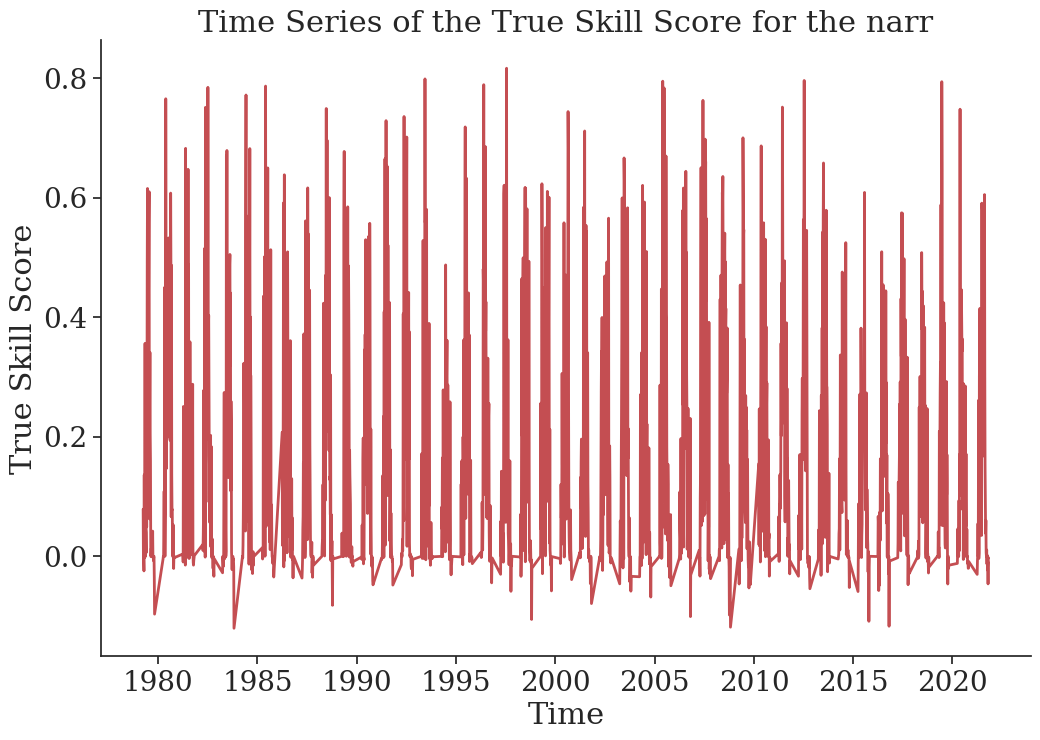 Time Series of the True Skill Score for the narr
True Skill Score
0.8
0.6
0.4
0.2
0.0
1980 1985 1990 1995 2000 2005 2010 2015 2020
Time